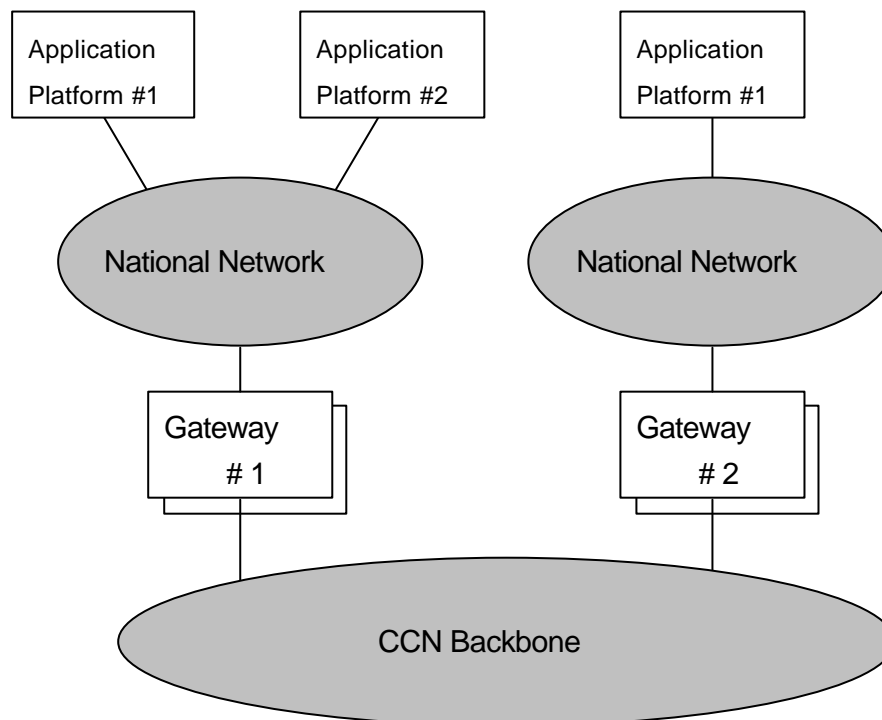 Application
Platform #1
Application
Platform #2
Application
Platform #1
National Network
National Network
Gateway
# 1
Gateway
# 2
CCN Backbone